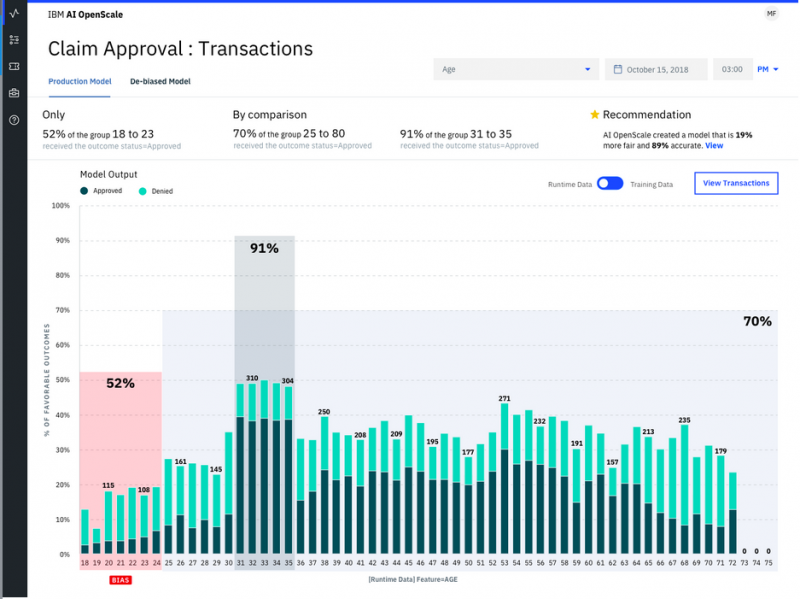 IBM AI OpenScale
MF
Claim Approval : Transactions
Age
October 15, 2018
03:00
PM
Production Model
De-biased Model
Only
By comparison
Recommendation
52% of the group 18 to 23
received the outcome status=Approved
70% of the group 25 to 80
received the outcome status=Approved
91% of the group 31 to 35
received the outcome status=Approved
AI OpenScale created a model that is 19%
more fair and 89% accurate. View
Model Output
Approved
Denied
Runtime Data
Training Data
View Transactions
% OF FAVORABLE OUTCOMES
100%
90%
80%
70%
60%
50%
40%
30%
20%
10%
0%
52%
91%
70%
115
108
161
145
310
304
250
208
209
195
177
271
232
191
157
213
235
179
0 0 0
18 19 20 21 22 23 24 25 26 27 28 29 30 31 32 33 34 35 36 37 38 39 40 41 42 43 44 45 46 47 48 49 50 51 52 53 54 55 56 57 58 59 60 61 62 63 64 65 66 67 68 69 70 71 72 73 74 75
BIAS
[Runtime Data] Feature=AGE